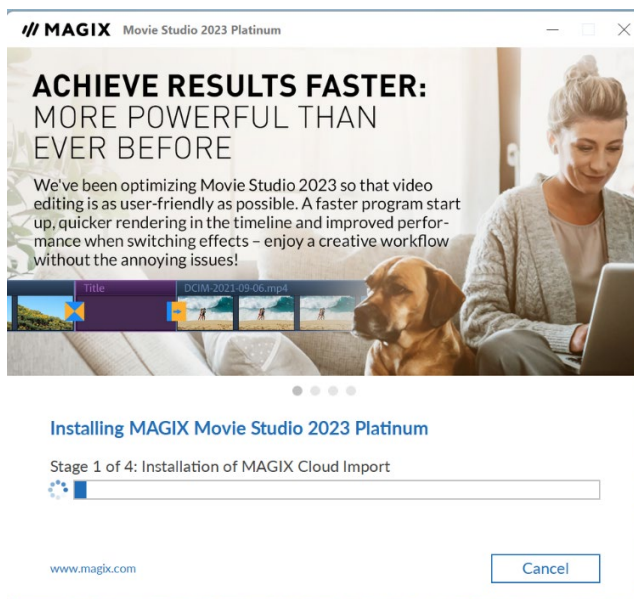 MAGIX Movie Studio 2023 Platinum
ACHIEVE RESULTS FASTER:
MORE POWERFUL THAN
EVER BEFORE
We've been optimizing Movie Studio 2023 so that video
editing is as user-friendly as possible. A faster program start
up, quicker rendering in the timeline and improved perfor-
mance when switching effects – enjoy a creative workflow
without the annoying issues!
Title DCIM-2021-09-06.mp4
Installing MAGIX Movie Studio 2023 Platinum
Stage 1 of 4: Installation of MAGIX Cloud Import
www.magix.com Cancel